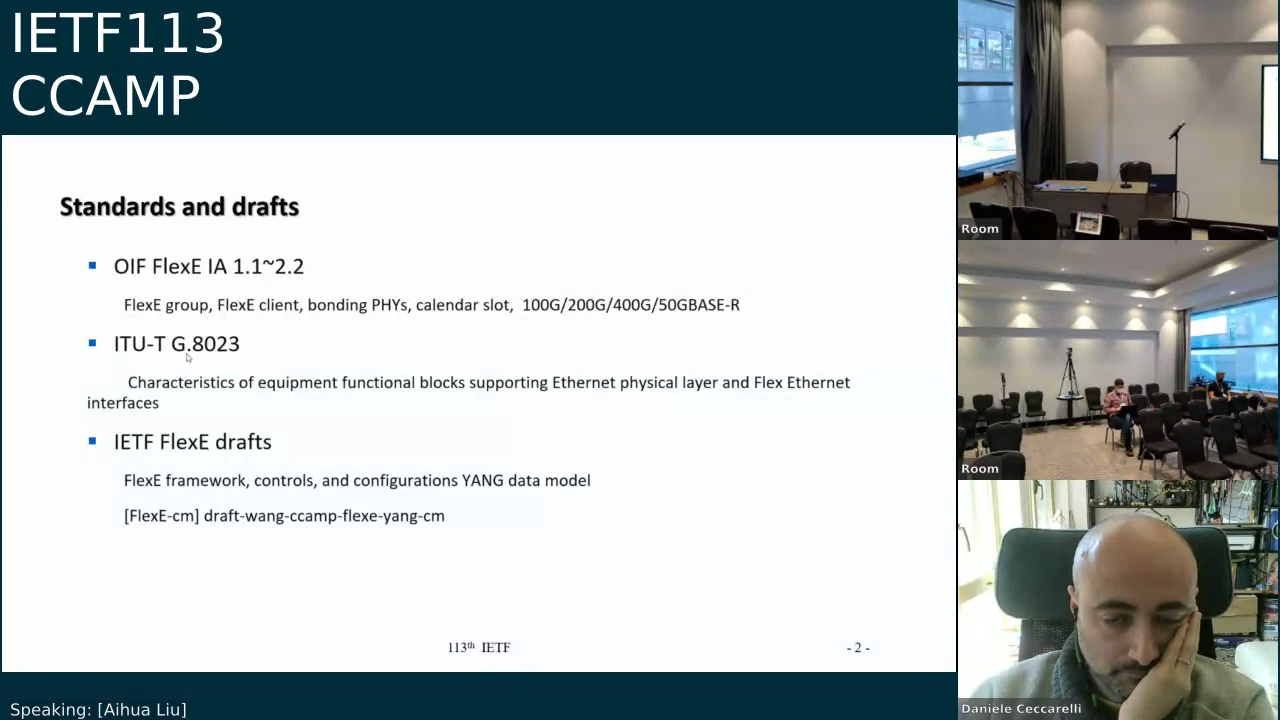 IETF113
CCAMP
Standards and drafts
OIF FlexE IA 1.1~2.2
FlexE group, FlexE client, bonding PHYs, calendar slot, 100G/200G/400G/50GBASE-R
ITU-T G.8023
Characteristics of equipment functional blocks supporting Ethernet physical layer and Flex Ethernet
interfaces
IETF FlexE drafts
FlexE framework, controls, and configurations YANG data model
[FlexE-cm] draft-wang-ccamp-flexe-yang-cm
113th IETF
- 2 -
Speaking: [Aihua Liu]
Room
Room
Daniele Ceccarelli